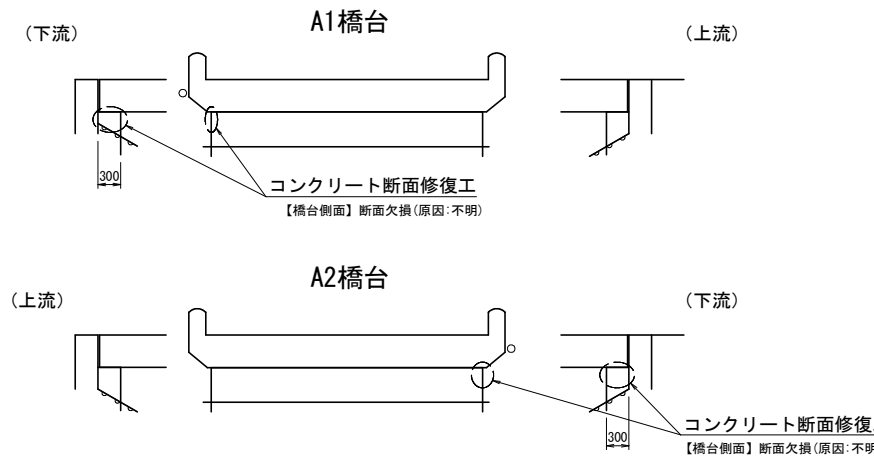 A1橋台
(下流)
(上流)
300
コンクリート断面修復工
【橋台側面】断面欠損(原因:不明)
A2橋台
(上流)
(下流)
300
コンクリート断面修復
【橋台側面】断面欠損(原因:不明